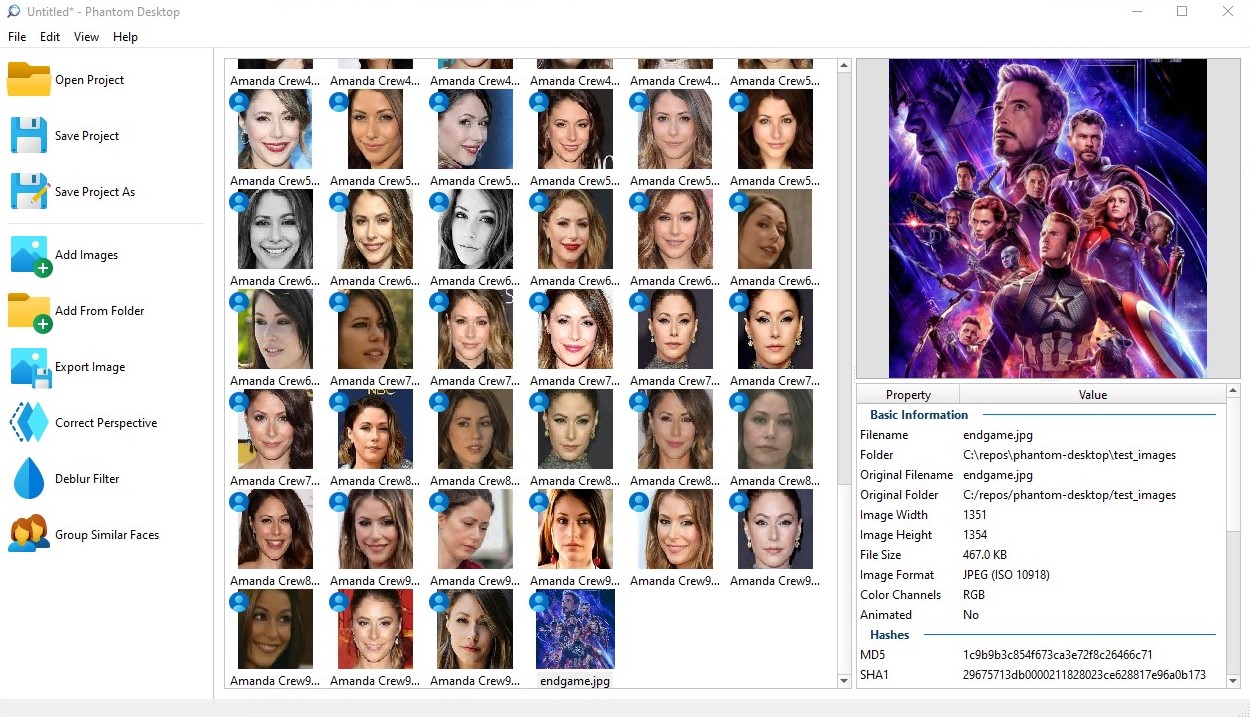 Untitled* - Phantom Desktop
File Edit View Help
Open Project
Save Project
Save Project As
Add Images
Add From Folder
Export Image
Correct Perspective
Deblur Filter
Group Similar Faces
Amanda Crew4... Amanda Crew4... Amanda Crew4... Amanda Crew4... Amanda Crew4... Amanda Crew5...
Amanda Crew5... Amanda Crew5... Amanda Crew5... Amanda Crew5... Amanda Crew5... Amanda Crew5...
Amanda Crew6... Amanda Crew6... Amanda Crew6... Amanda Crew6... Amanda Crew6... Amanda Crew6...
Amanda Crew6... Amanda Crew7... Amanda Crew7... Amanda Crew7... Amanda Crew7... Amanda Crew7...
NBC
Amanda Crew7... Amanda Crew8... Amanda Crew8... Amanda Crew8... Amanda Crew8... Amanda Crew8...
Amanda Crew8... Amanda Crew9... Amanda Crew9... Amanda Crew9... Amanda Crew9... Amanda Crew9...
Amanda Crew9... Amanda Crew9... Amanda Crew9... endgame.jpg
Property Value
Basic Information
Filename endgame.jpg
Folder C:\repos\phantom-desktop\test_images
Original Filename endgame.jpg
Original Folder C:/repos/phantom-desktop/test_images
Image Width 1351
Image Height 1354
File Size 467.0 KB
Image Format JPEG (ISO 10918)
Color Channels RGB
Animated No
Hashes
MD5 1c9b9b3c854f673ca3e72f8c26466c71
SHA1 29675713db0000211828023ce628817e96a0b173